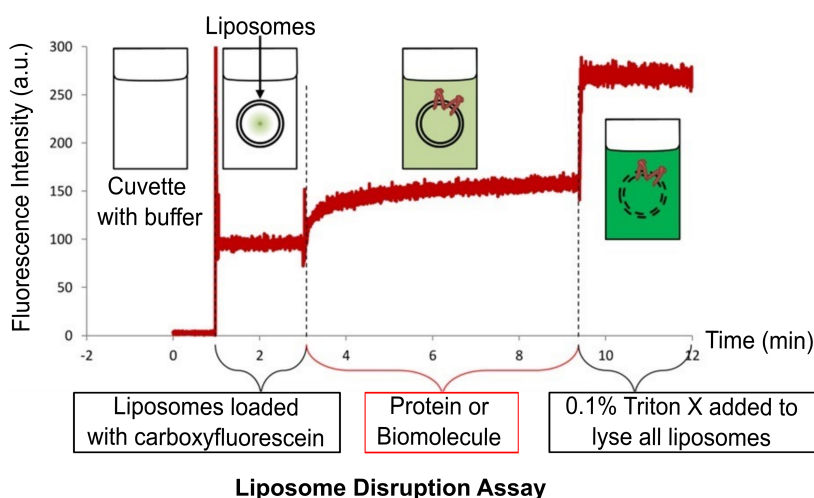 Liposomes
Fluorescence Intensity (a.u.)
300
250
200
150
100
50
0
Cuvette
with buffer
-2
0
2
4
6
8
10
12
Time (min)
Liposomes loaded
with carboxyfluorescein
Protein or
Biomolecule
0.1% Triton X added to
lyse all liposomes
Liposome Disruption Assay